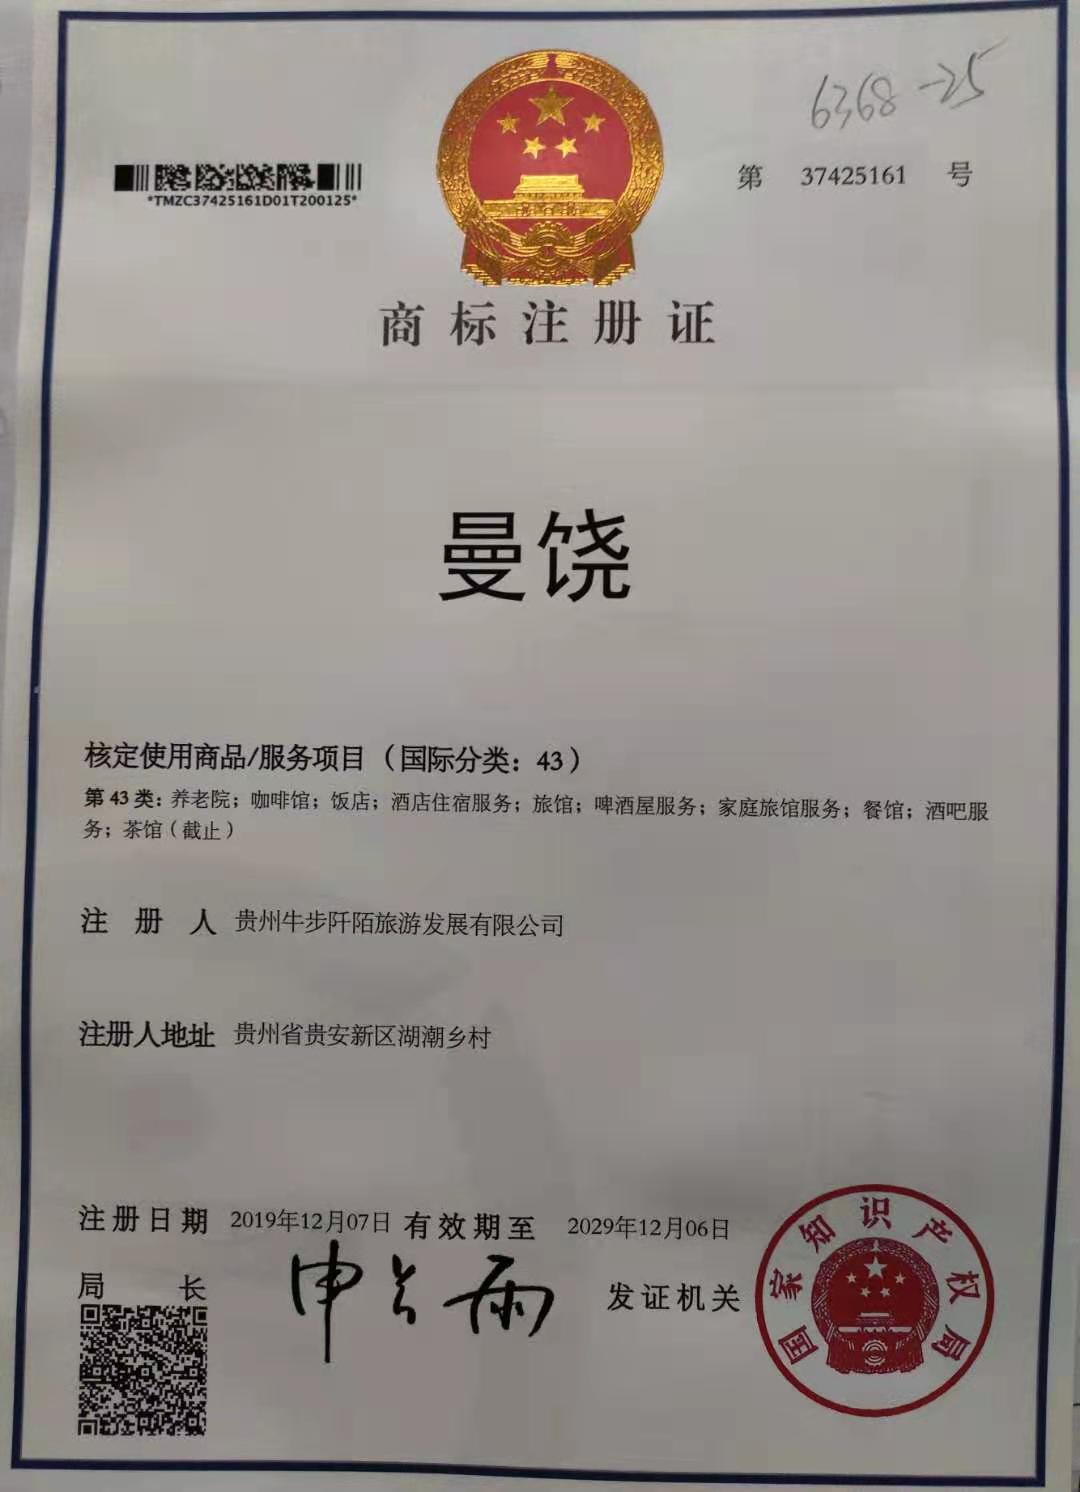 6368-25
*TMZC37425161D01T200125*
第 37425161 号
商标注册证
曼饶
核定使用商品/服务项目（国际分类：43）
第 43 类：养老院；咖啡馆；饭店；酒店住宿服务；旅馆；啤酒屋服务；家庭旅馆服务；餐馆；酒吧服
务；茶馆（截止）
注册人 贵州牛步阡陌旅游发展有限公司
注册人地址 贵州省贵安新区湖潮乡村
注册日期 2019年12月07日 有效期至 2029年12月06日
局长 申长雨 发证机关
国家知识产权局